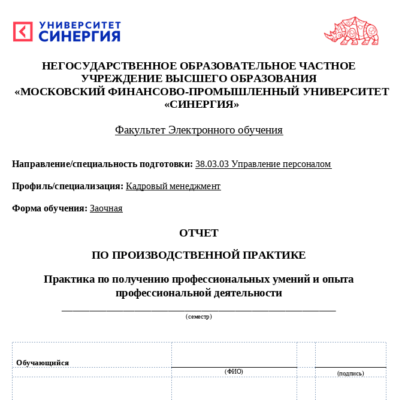 УНИВЕРСИТЕТ
СИНЕРГИЯ
НЕГОСУДАРСТВЕННОЕ ОБРАЗОВАТЕЛЬНОЕ ЧАСТНОЕ
УЧРЕЖДЕНИЕ ВЫСШЕГО ОБРАЗОВАНИЯ
«МОСКОВСКИЙ ФИНАНСОВО-ПРОМЫШЛЕННЫЙ УНИВЕРСИТЕТ
«СИНЕРГИЯ»
Факультет Электронного обучения
Направление/специальность подготовки: 38.03.03 Управление персоналом
Профиль/специализация: Кадровый менеджмент
Форма обучения: Заочная
ОТЧЕТ
ПО ПРОИЗВОДСТВЕННОЙ ПРАКТИКЕ
Практика по получению профессиональных умений и опыта
профессиональной деятельности
(семестр)
Обучающийся
(ФИО) (подпись)